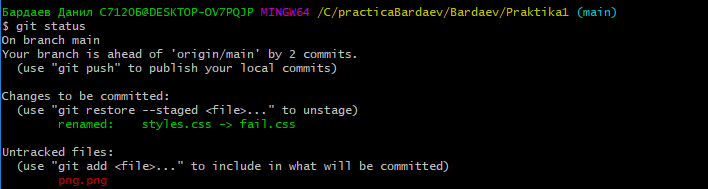 Бардаев Данил С712ОБ@DESKTOP-OV7PQJP MINGW64 /C/practicaBardaev/Bardaev/Praktika1 (main)
$ git status
On branch main
Your branch is ahead of 'origin/main' by 2 commits.
  (use "git push" to publish your local commits)

Changes to be committed:
  (use "git restore --staged <file>..." to unstage)
        renamed:    styles.css -> fail.css

Untracked files:
  (use "git add <file>..." to include in what will be committed)
        png.png